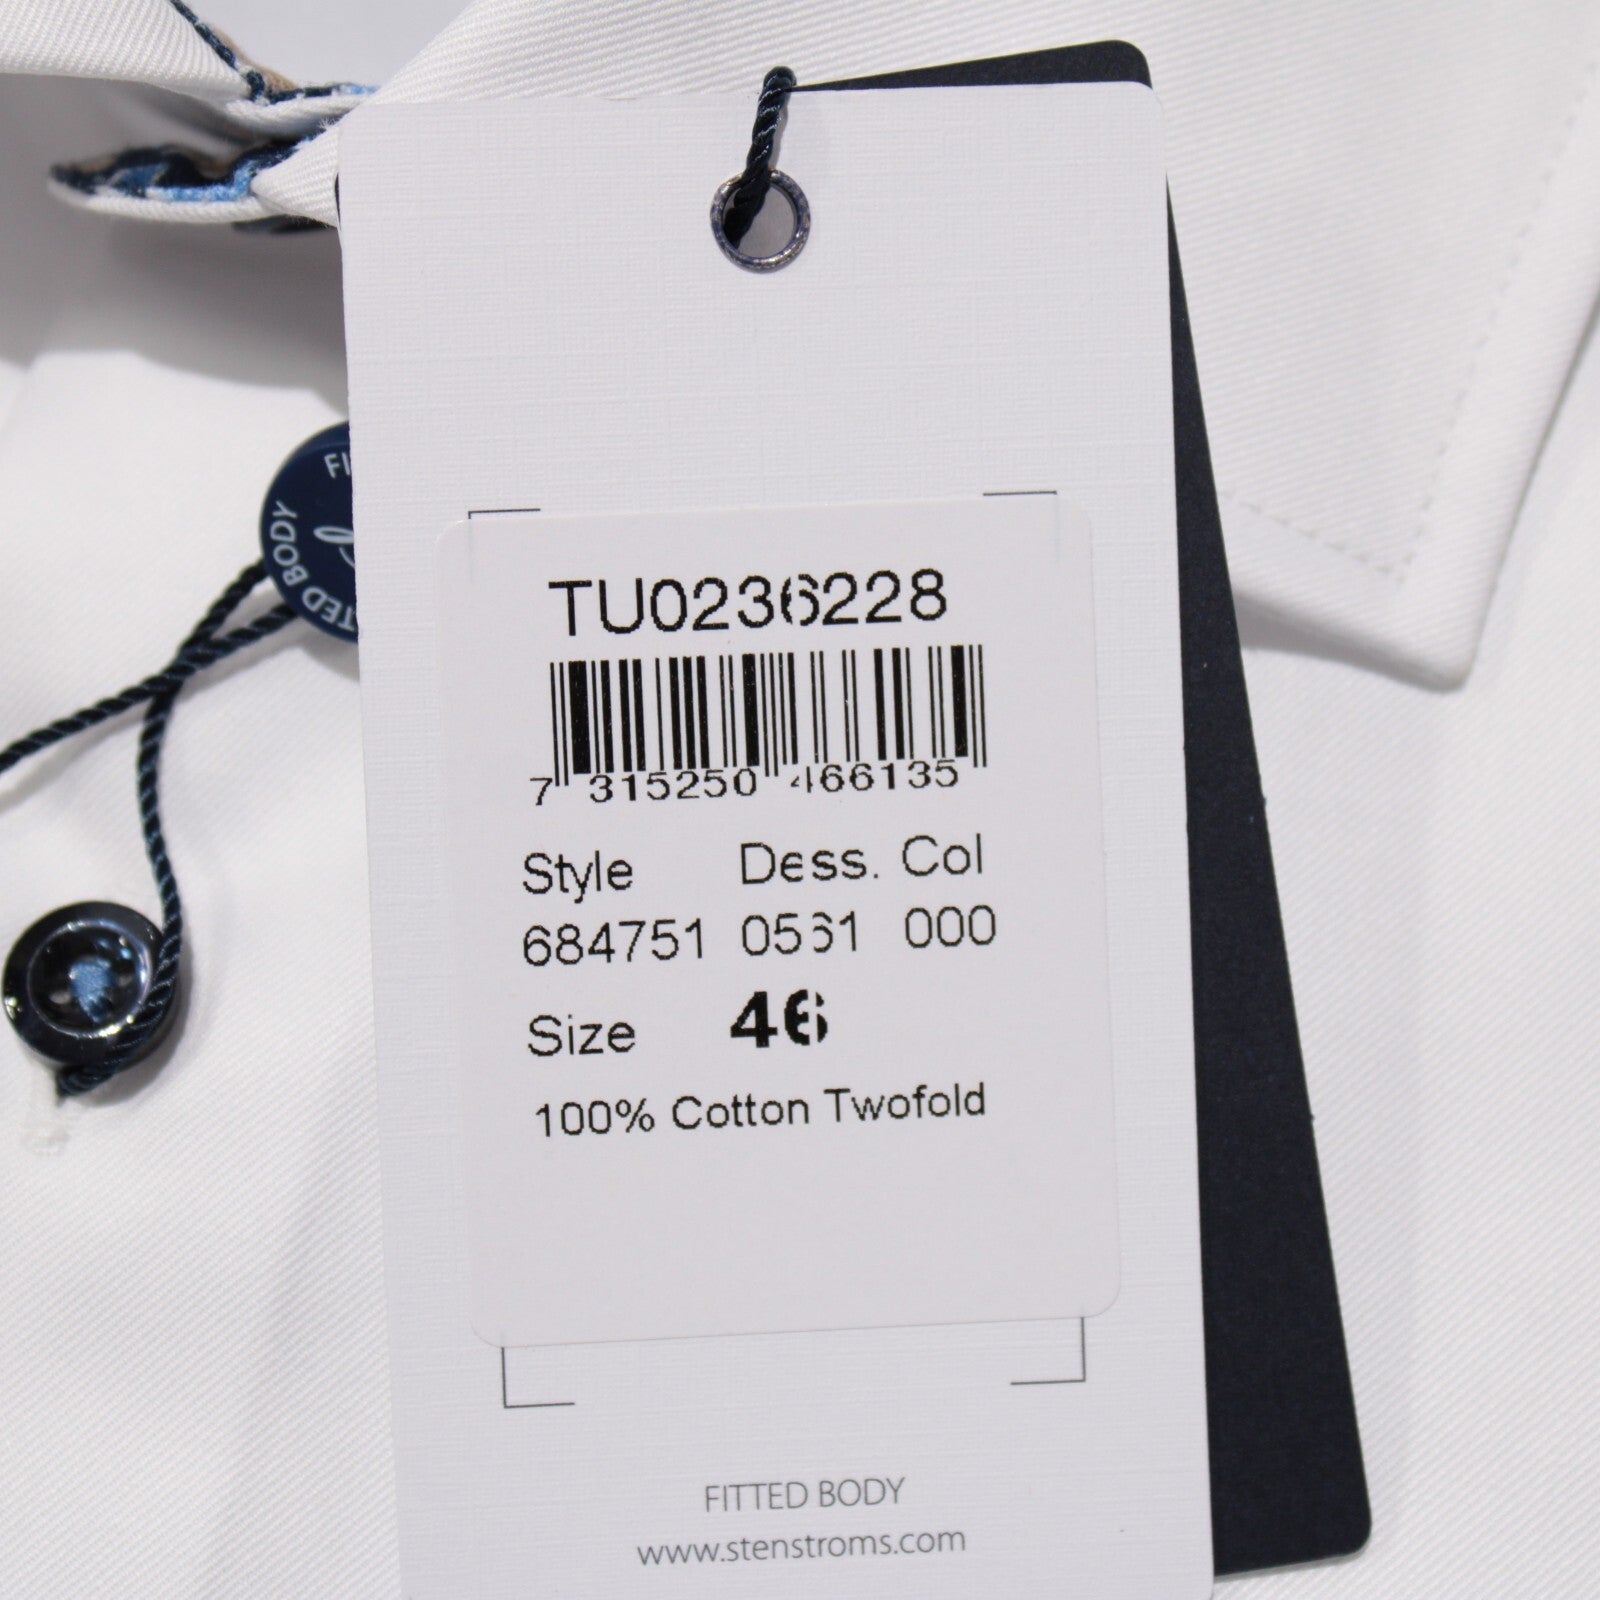 TU0236228
7 315250 466135
Style Dess. Col
684751 0561 000
Size 46
100% Cotton Twofold
FITTED BODY
www.stenstroms.com
BODY